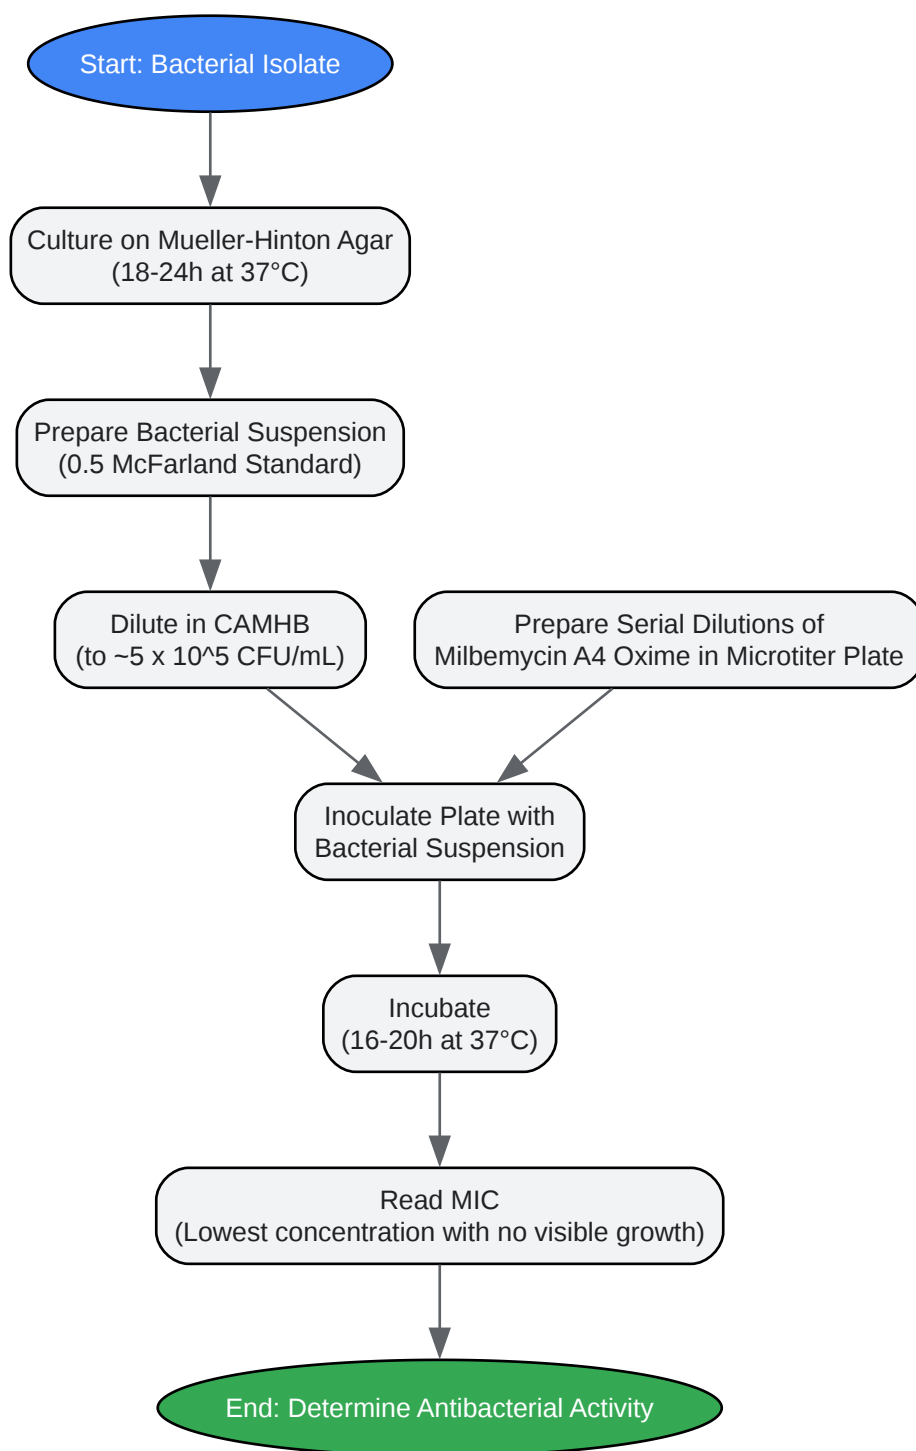 Start: Bacterial Isolate
Culture on Mueller-Hinton Agar
(18-24h at 37°C)
Prepare Bacterial Suspension
(0.5 McFarland Standard)
Dilute in CAMHB
(to ~5 x 10^5 CFU/mL)
Prepare Serial Dilutions of
Milbemycin A4 Oxime in Microtiter Plate
Inoculate Plate with
Bacterial Suspension
Incubate
(16-20h at 37°C)
Read MIC
(Lowest concentration with no visible growth)
End: Determine Antibacterial Activity